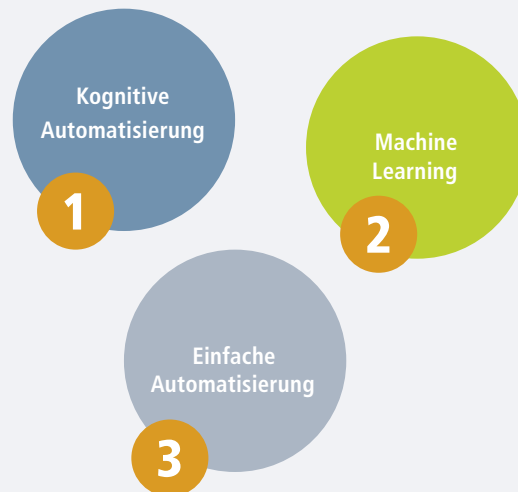 Kognitive
Automatisierung
1
Machine
Learning
2
Einfache
Automatisierung
3